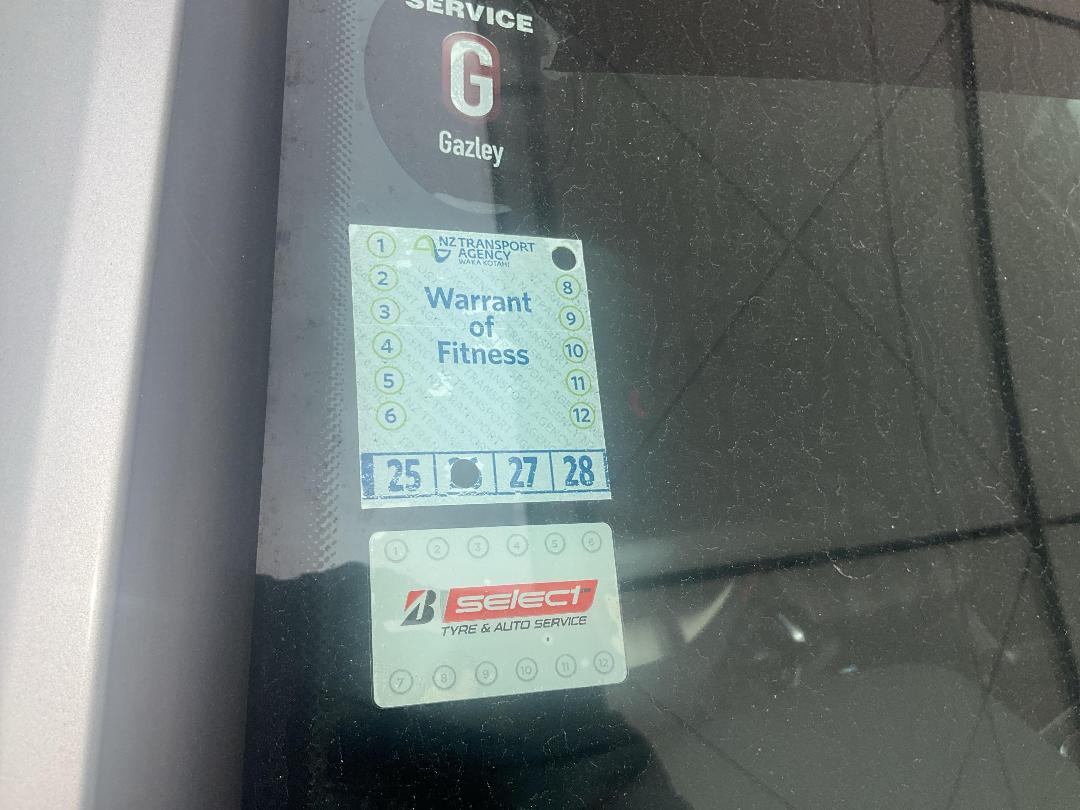 SERVICE
G
Gazley
1 NZ TRANSPORT
AGENCY
WAKA KOTAHI
2 8
Warrant
3 9
of
4 10
Fitness
5 11
6 12
25 27 28
1 2 3 4 5 6
B select
TYRE & AUTO SERVICE
7 8 9 10 11 12